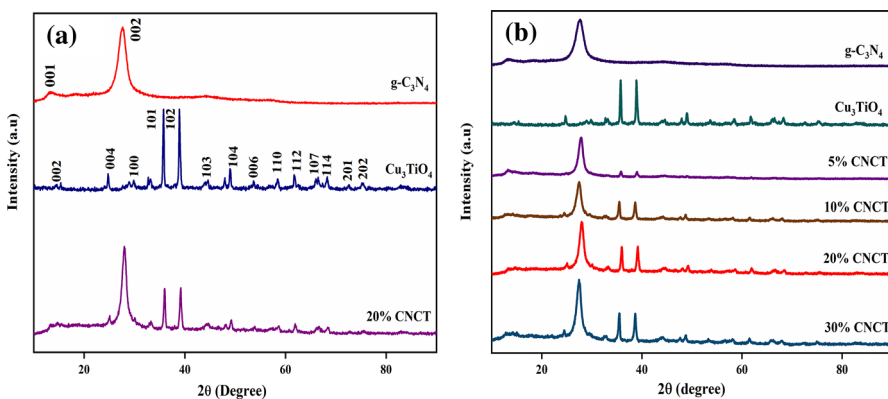 (a)
002
001
g-C₃N₄
101
102
Cu₃TiO₄
002
004
100
103
104
006
110
112
107
114
201
202
20% CNCT
Intensity (a.u)
20
40
60
80
2θ (Degree)
(b)
g-C₃N₄
Cu₃TiO₄
5% CNCT
10% CNCT
20% CNCT
30% CNCT
Intensity (a.u)
20
40
60
80
2θ (degree)